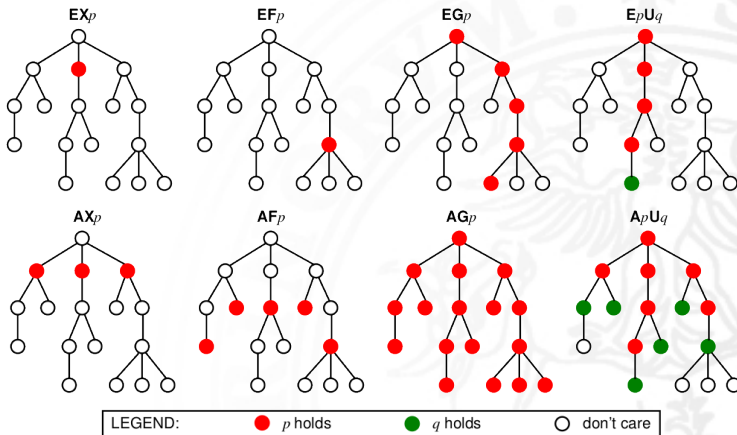 EXp EFp EGp EpUq
AXp AFp AGp ApUq
LEGEND: p holds q holds don't care